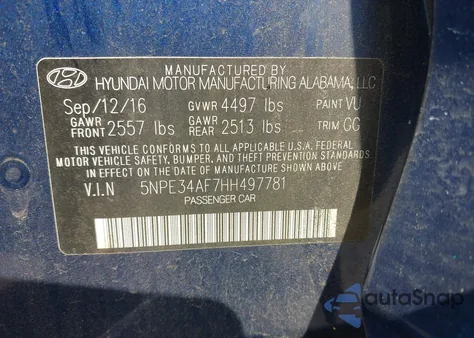 MANUFACTURED BY
HYUNDAI MOTOR MANUFACTURING ALABAMA, LLC
Sep/12/16 GVWR 4497 lbs PAINT VU
GAWR FRONT 2557 lbs GAWR REAR 2513 lbs TRIM GG
THIS VEHICLE CONFORMS TO ALL APPLICABLE U.S.A. FEDERAL
MOTOR VEHICLE SAFETY, BUMPER, AND THEFT PREVENTION
STANDARDS IN EFFECT ON THE DATE OF MANUFACTURE
SHOWN ABOVE.
V.I.N 5NPE34AF7HH497781
PASSENGER CAR
autoSnap